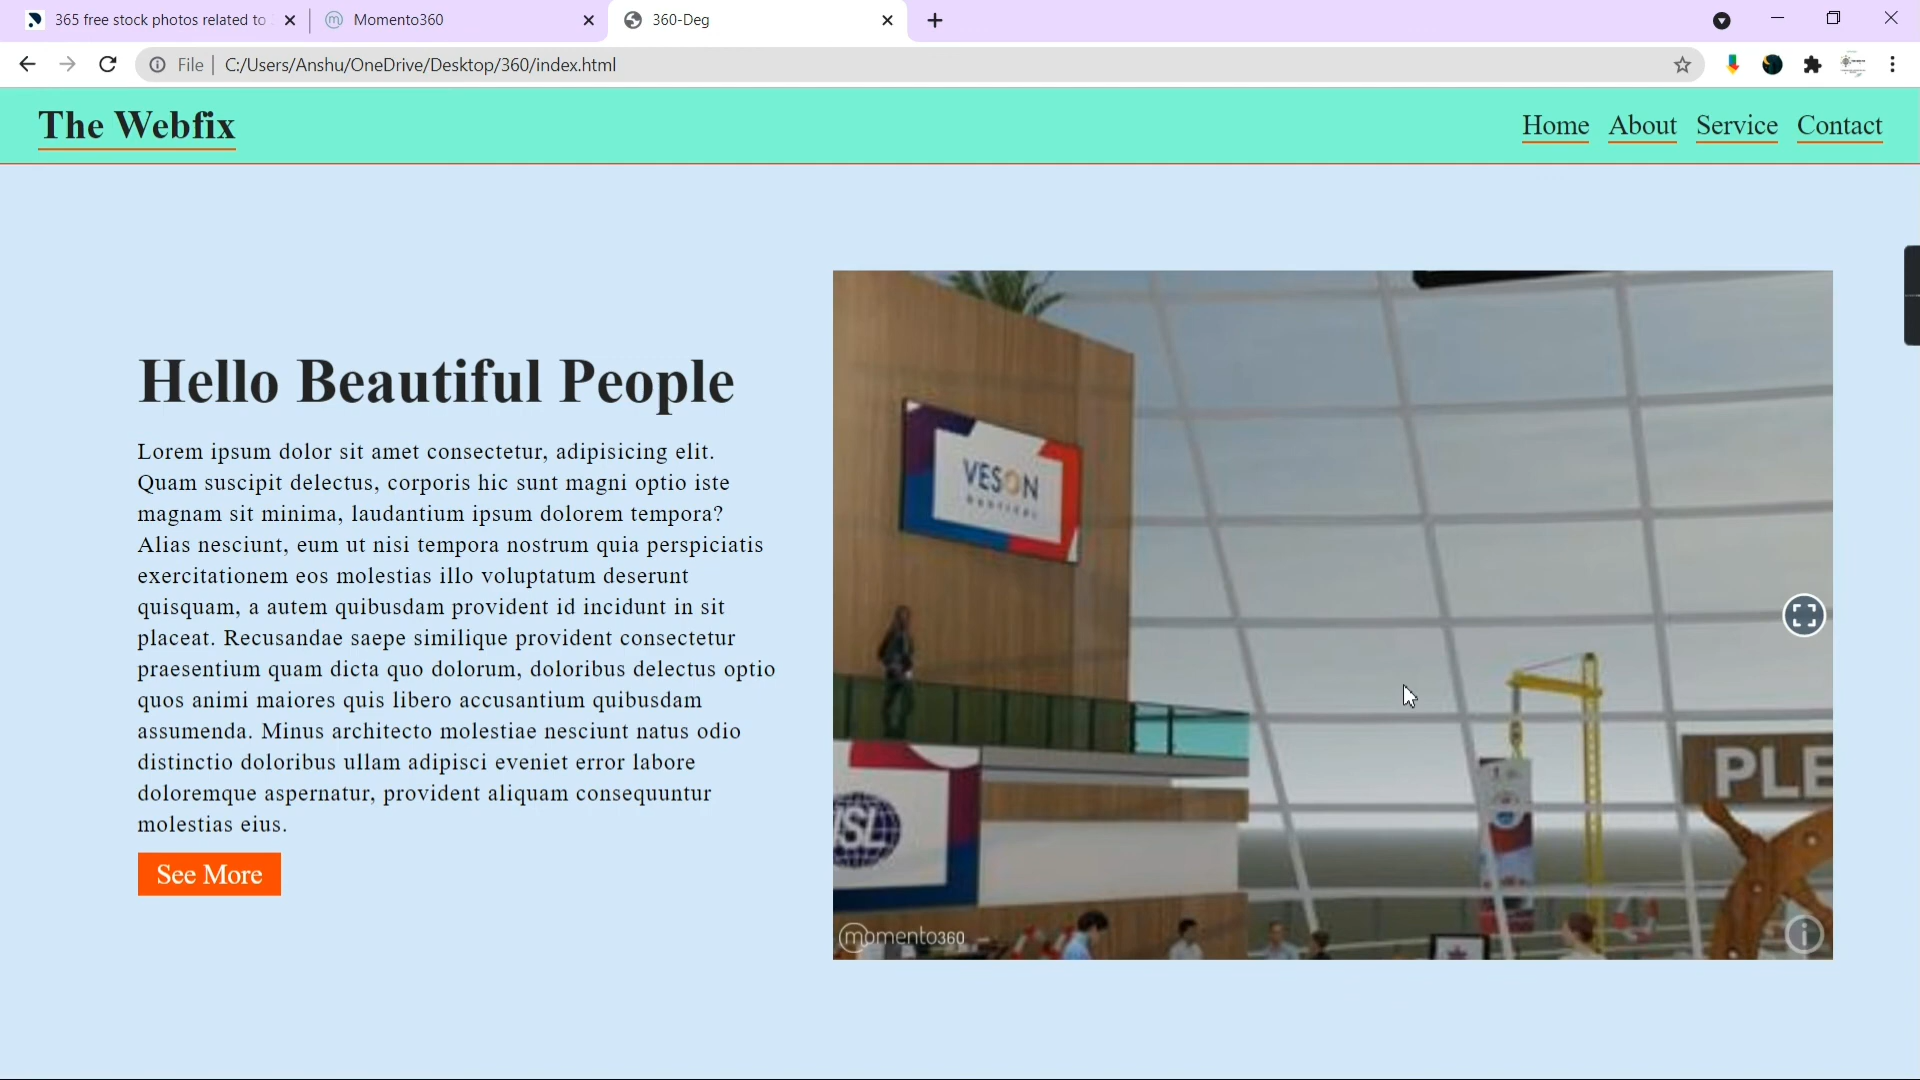 365 free stock photos related to
Momento360
360-Deg
File
C:/Users/Anshu/OneDrive/Desktop/360/index.html
The Webfix
Home
About
Service
Contact
Hello Beautiful People
Lorem ipsum dolor sit amet consectetur, adipisicing elit.
Quam suscipit delectus, corporis hic sunt magni optio iste
magnam sit minima, laudantium ipsum dolorem tempora?
Alias nesciunt, eum ut nisi tempora nostrum quia perspiciatis
exercitationem eos molestias illo voluptatum deserunt
quisquam, a autem quibusdam provident id incidunt in sit
placeat. Recusandae saepe similique provident consectetur
praesentium quam dicta quo dolorum, doloribus delectus optio
quos animi maiores quis libero accusantium quibusdam
assumenda. Minus architecto molestiae nesciunt natus odio
distinctio doloribus ullam adipisci eveniet error labore
doloremque aspernatur, provident aliquam consequuntur
molestias eius.
See More
VESON
nautical
PLE
momento360